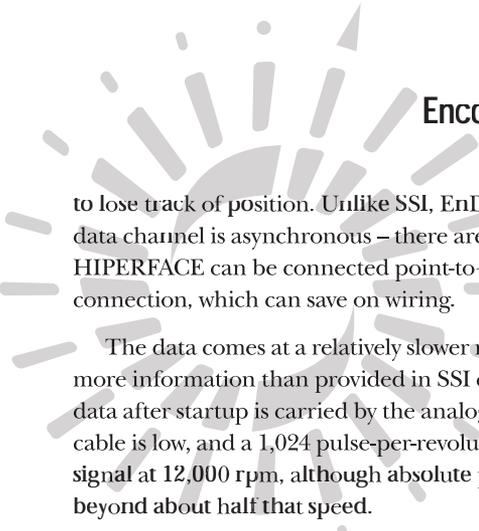 Enco
to lose track of position. Unlike SSI, EnD
data channel is asynchronous – there are
HIPERFACE can be connected point-to-
connection, which can save on wiring.
The data comes at a relatively slower r
more information than provided in SSI
data after startup is carried by the analog
cable is low, and a 1,024 pulse-per-revolu
signal at 12,000 rpm, although absolute
beyond about half that speed.